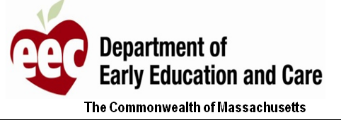 eec
Department of
Early Education and Care
The Commonwealth of Massachusetts